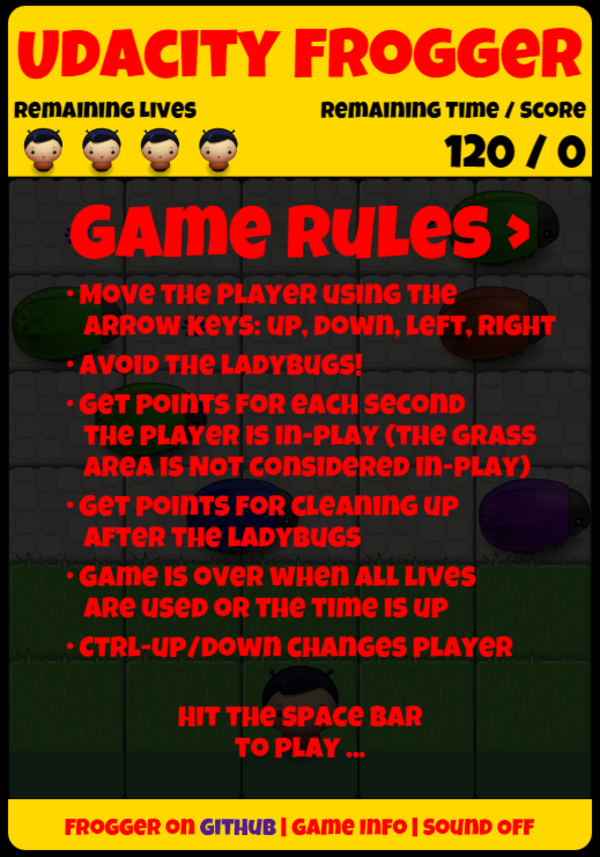 Udacity Frogger
Remaining Lives
Remaining Time / Score
120 / 0
Game Rules >
• Move the player using the
arrow keys: up, down, left, right
• Avoid the ladybugs!
• Get points for each second
the player is in-play (the grass
area is not considered in-play)
• Get points for cleaning up
after the ladybugs
• Game is over when all lives
are used or the time is up
• Ctrl-up/down changes player
Hit the space bar
to play ...
Frogger on GitHub | Game Info | Sound Off